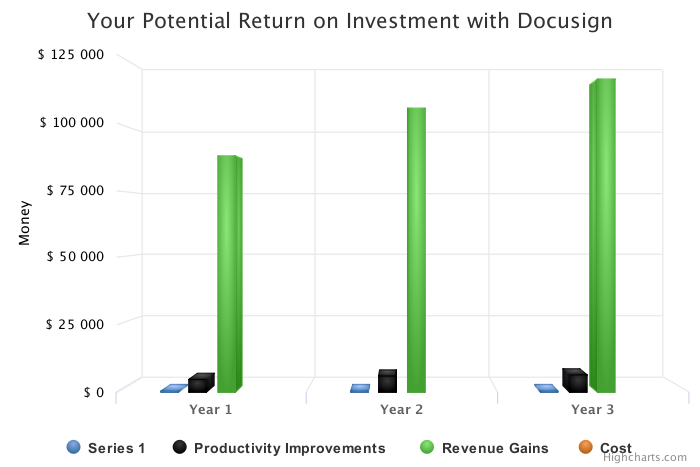 Your Potential Return on Investment with Docusign
$ 125 000
$ 100 000
$ 75 000
$ 50 000
$ 25 000
$ 0
Money
Year 1
Year 2
Year 3
Series 1
Productivity Improvements
Revenue Gains
Cost
Highcharts.com